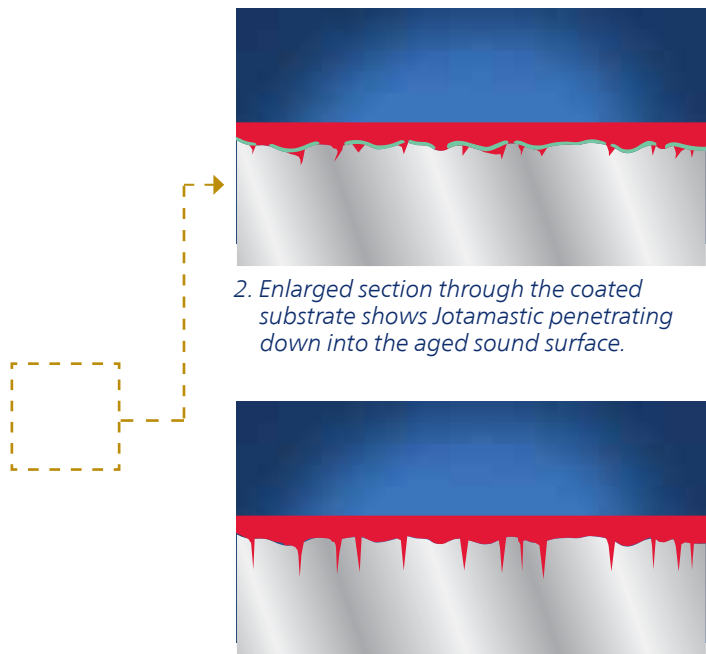 2. Enlarged section through the coated
substrate shows Jotamastic penetrating
down into the aged sound surface.